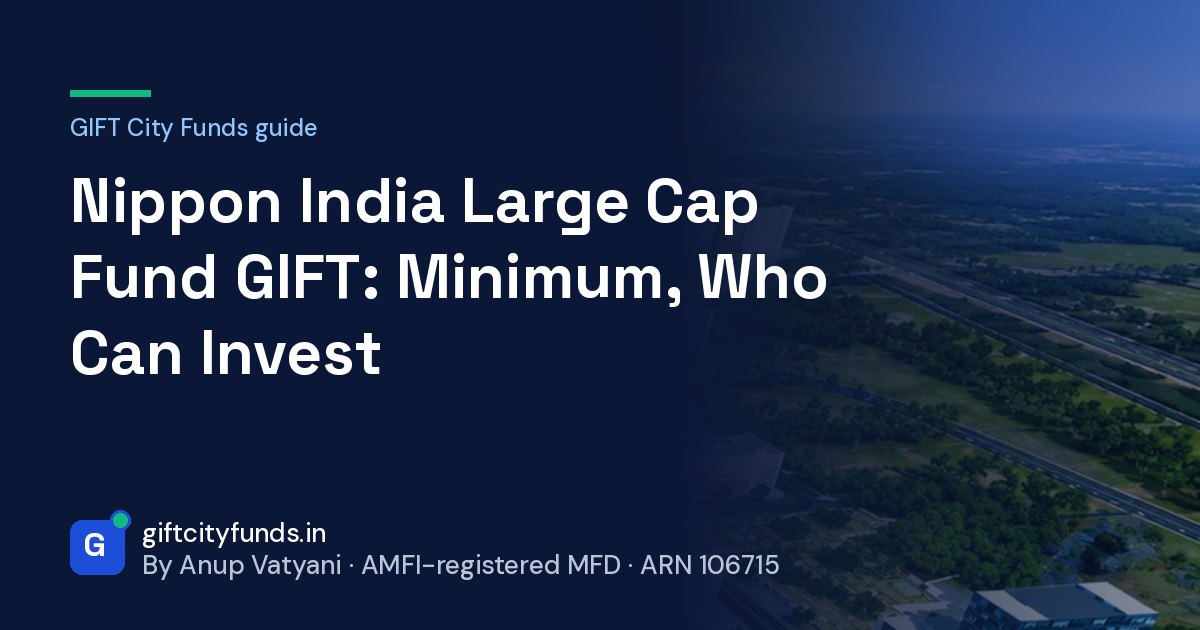 GIFT City Funds guide
Nippon India Large Cap
Fund GIFT: Minimum, Who
Can Invest
G
giftcityfunds.in
By Anup Vatyani · AMFI-registered MFD · ARN 106715